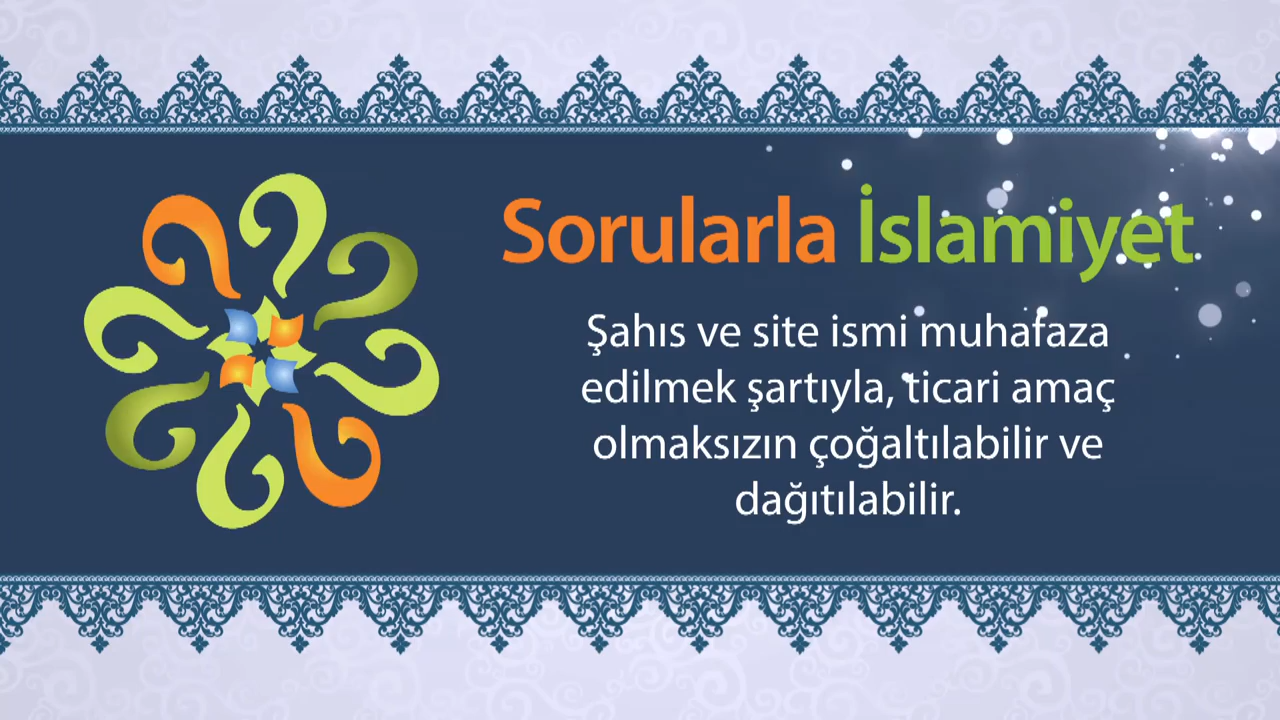 Sorularla İslamiyet
Şahıs ve site ismi muhafaza
edilmek şartıyla, ticari amaç
olmaksızın çoğaltılabilir ve
dağıtılabilir.